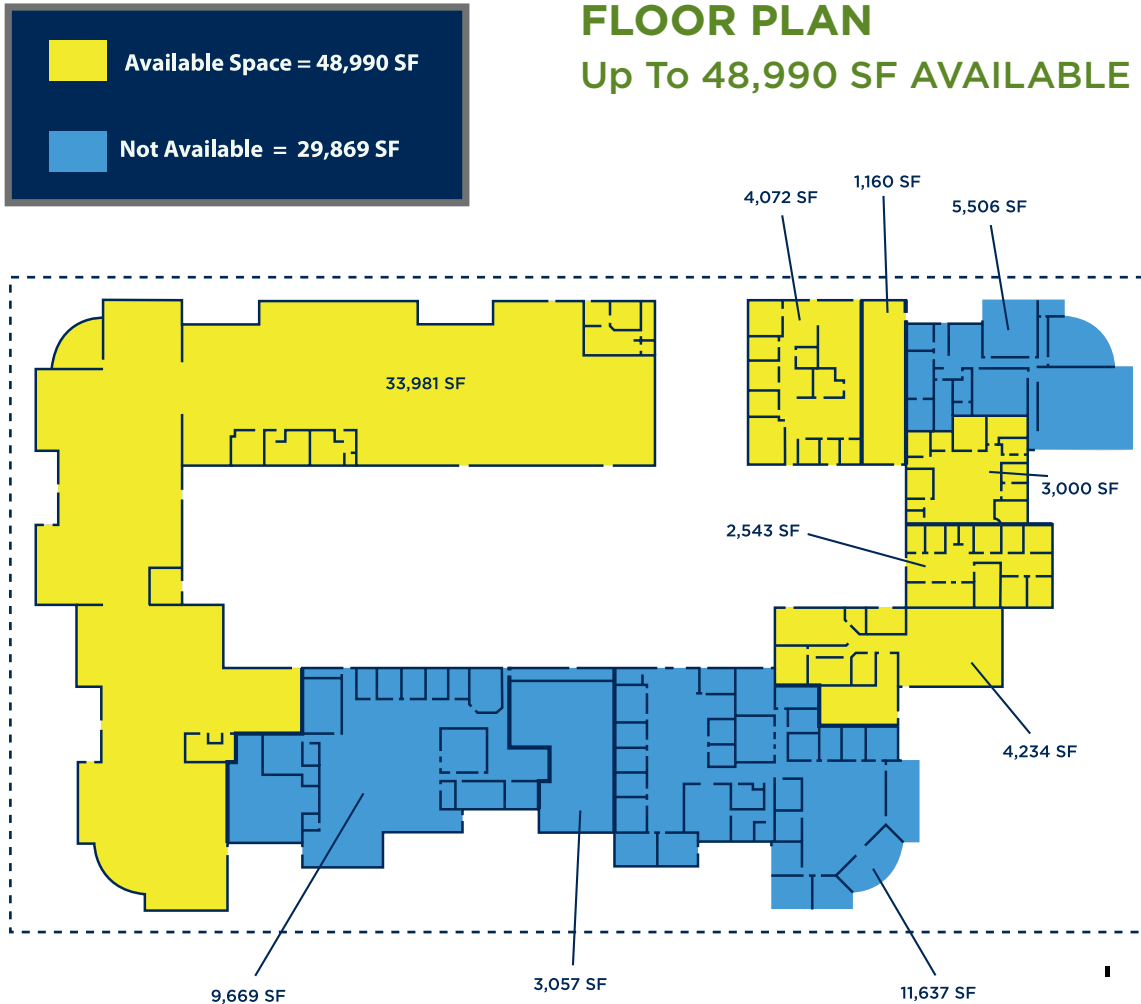 FLOOR PLAN
Up To 48,990 SF AVAILABLE
Available Space = 48,990 SF
Not Available = 29,869 SF
1,160 SF
4,072 SF
5,506 SF
33,981 SF
3,000 SF
2,543 SF
4,234 SF
9,669 SF
3,057 SF
11,637 SF